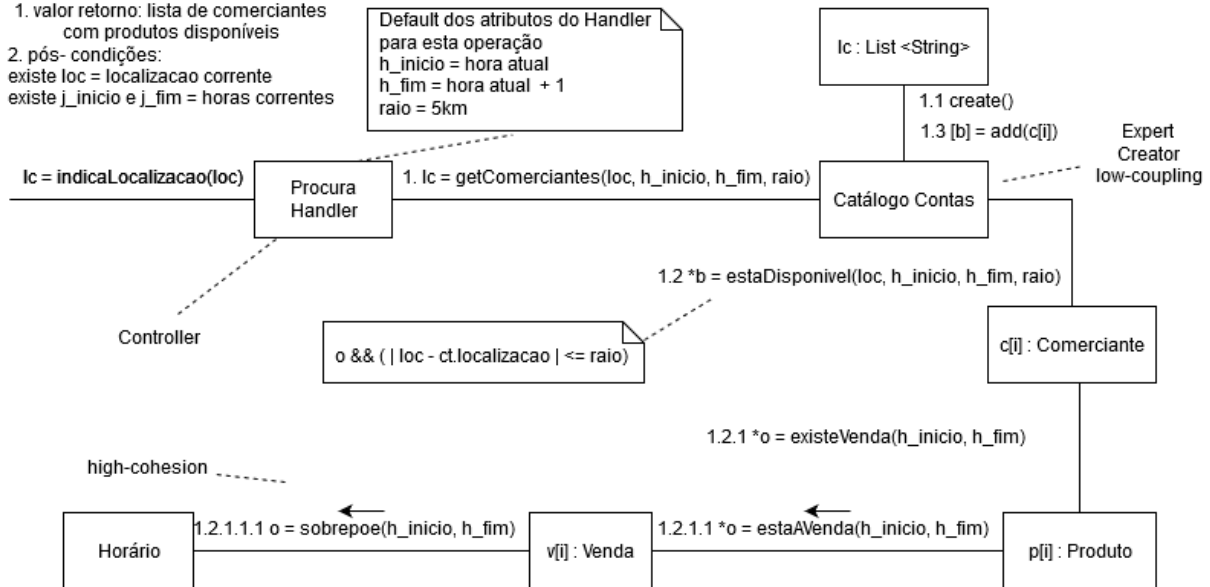 1. valor retorno: lista de comerciantes
com produtos disponíveis
2. pós- condições:
existe loc = localizacao corrente
existe j_inicio e j_fim = horas correntes
Default dos atributos do Handler
para esta operação
h_inicio = hora atual
h_fim = hora atual + 1
raio = 5km
lc : List <String>
1.1 create()
1.3 [b] = add(c[i])
Expert
Creator
low-coupling
lc = indicaLocalizacao(loc)
Procura
Handler
1. lc = getComerciantes(loc, h_inicio, h_fim, raio)
Catálogo Contas
1.2 *b = estaDisponivel(loc, h_inicio, h_fim, raio)
Controller
o && ( | loc - ct.localizacao | <= raio)
c[i] : Comerciante
1.2.1 *o = existeVenda(h_inicio, h_fim)
high-cohesion
Horário
1.2.1.1.1 o = sobrepoe(h_inicio, h_fim)
v[i] : Venda
1.2.1.1 *o = estaAVenda(h_inicio, h_fim)
p[i] : Produto